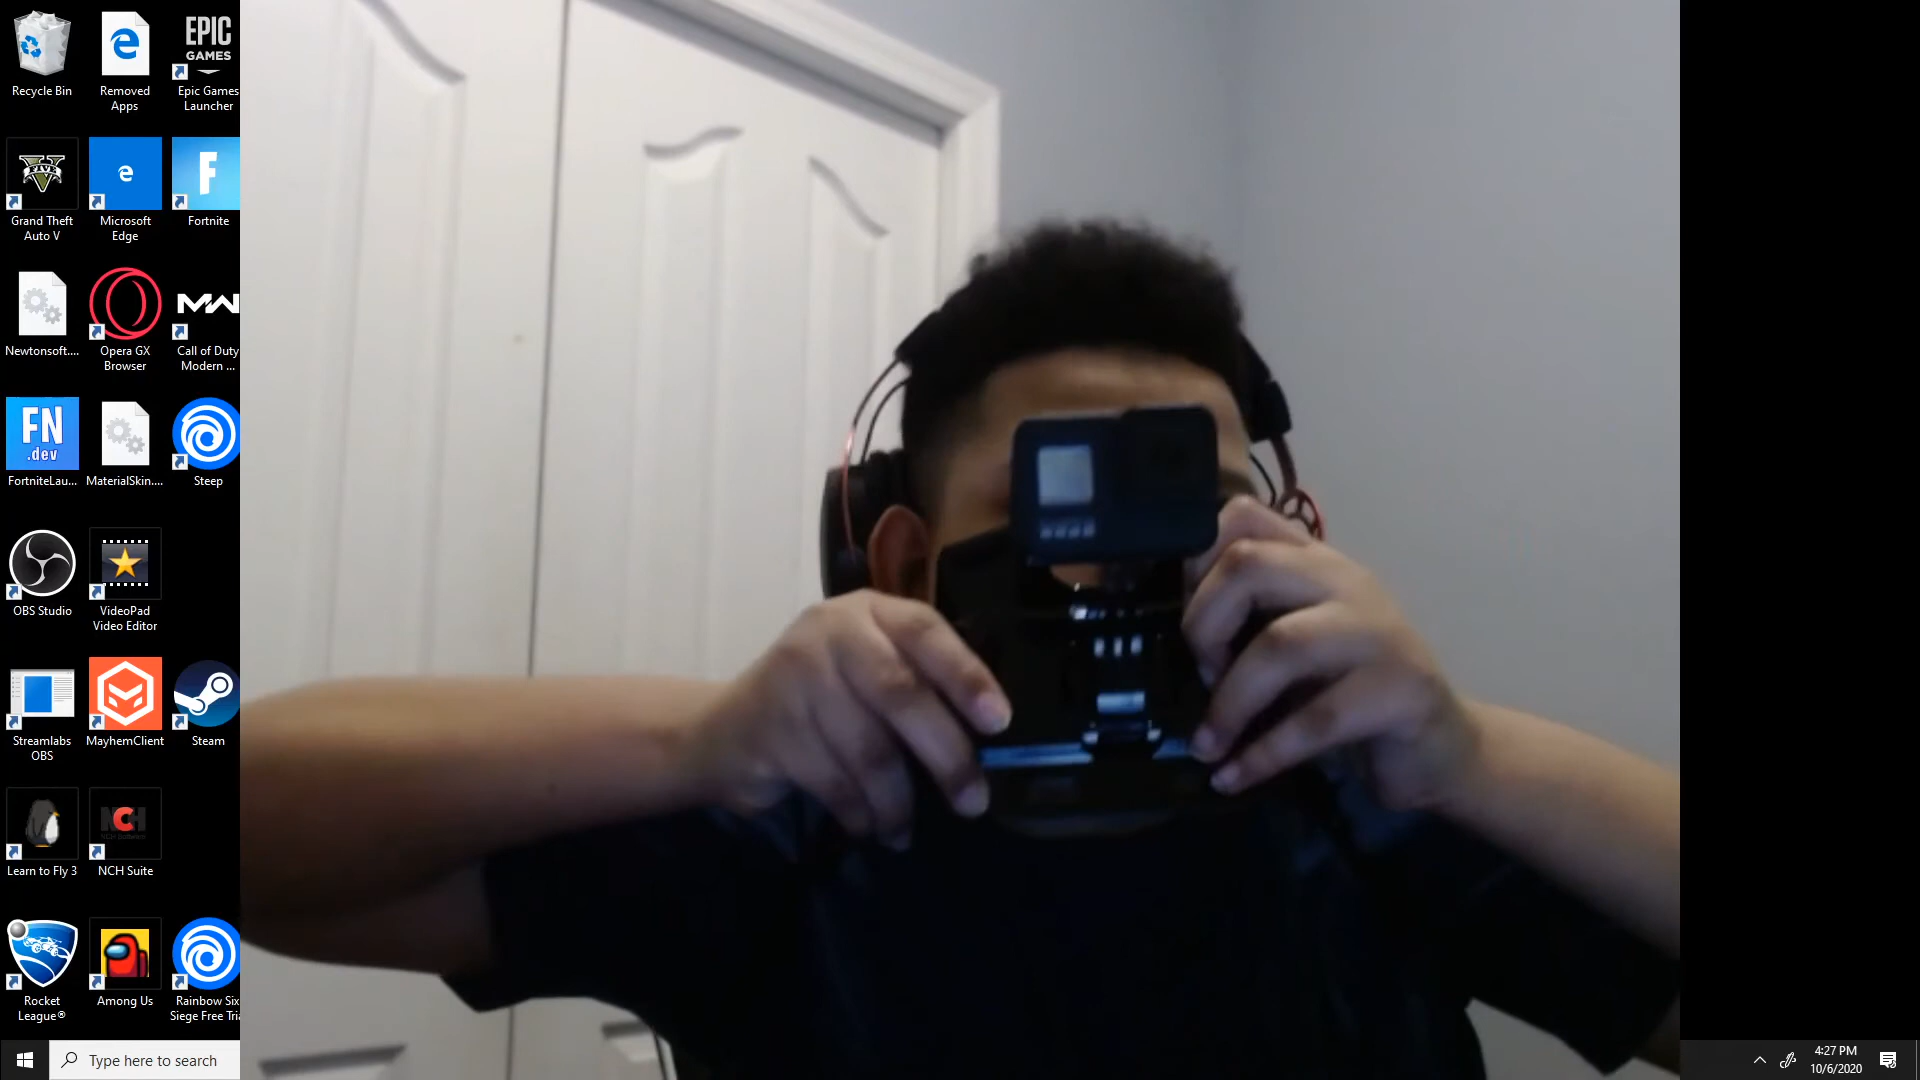 Recycle Bin
Removed
Apps
EPIC
GAMES
Epic Games
Launcher
V
FIVE
Grand Theft
Auto V
Microsoft
Edge
F
Fortnite
Newtonsoft....
Opera GX
Browser
MW
Call of Duty
Modern ...
FN
.dev
FortniteLau...
MaterialSkin....
Steep
OBS Studio
VideoPad
Video Editor
Streamlabs
OBS
MayhemClient
Steam
Learn to Fly 3
NCH
NCH Suite
Rocket
League®
Among Us
Rainbow Six
Siege Free Tria
Type here to search
4:27 PM
10/6/2020